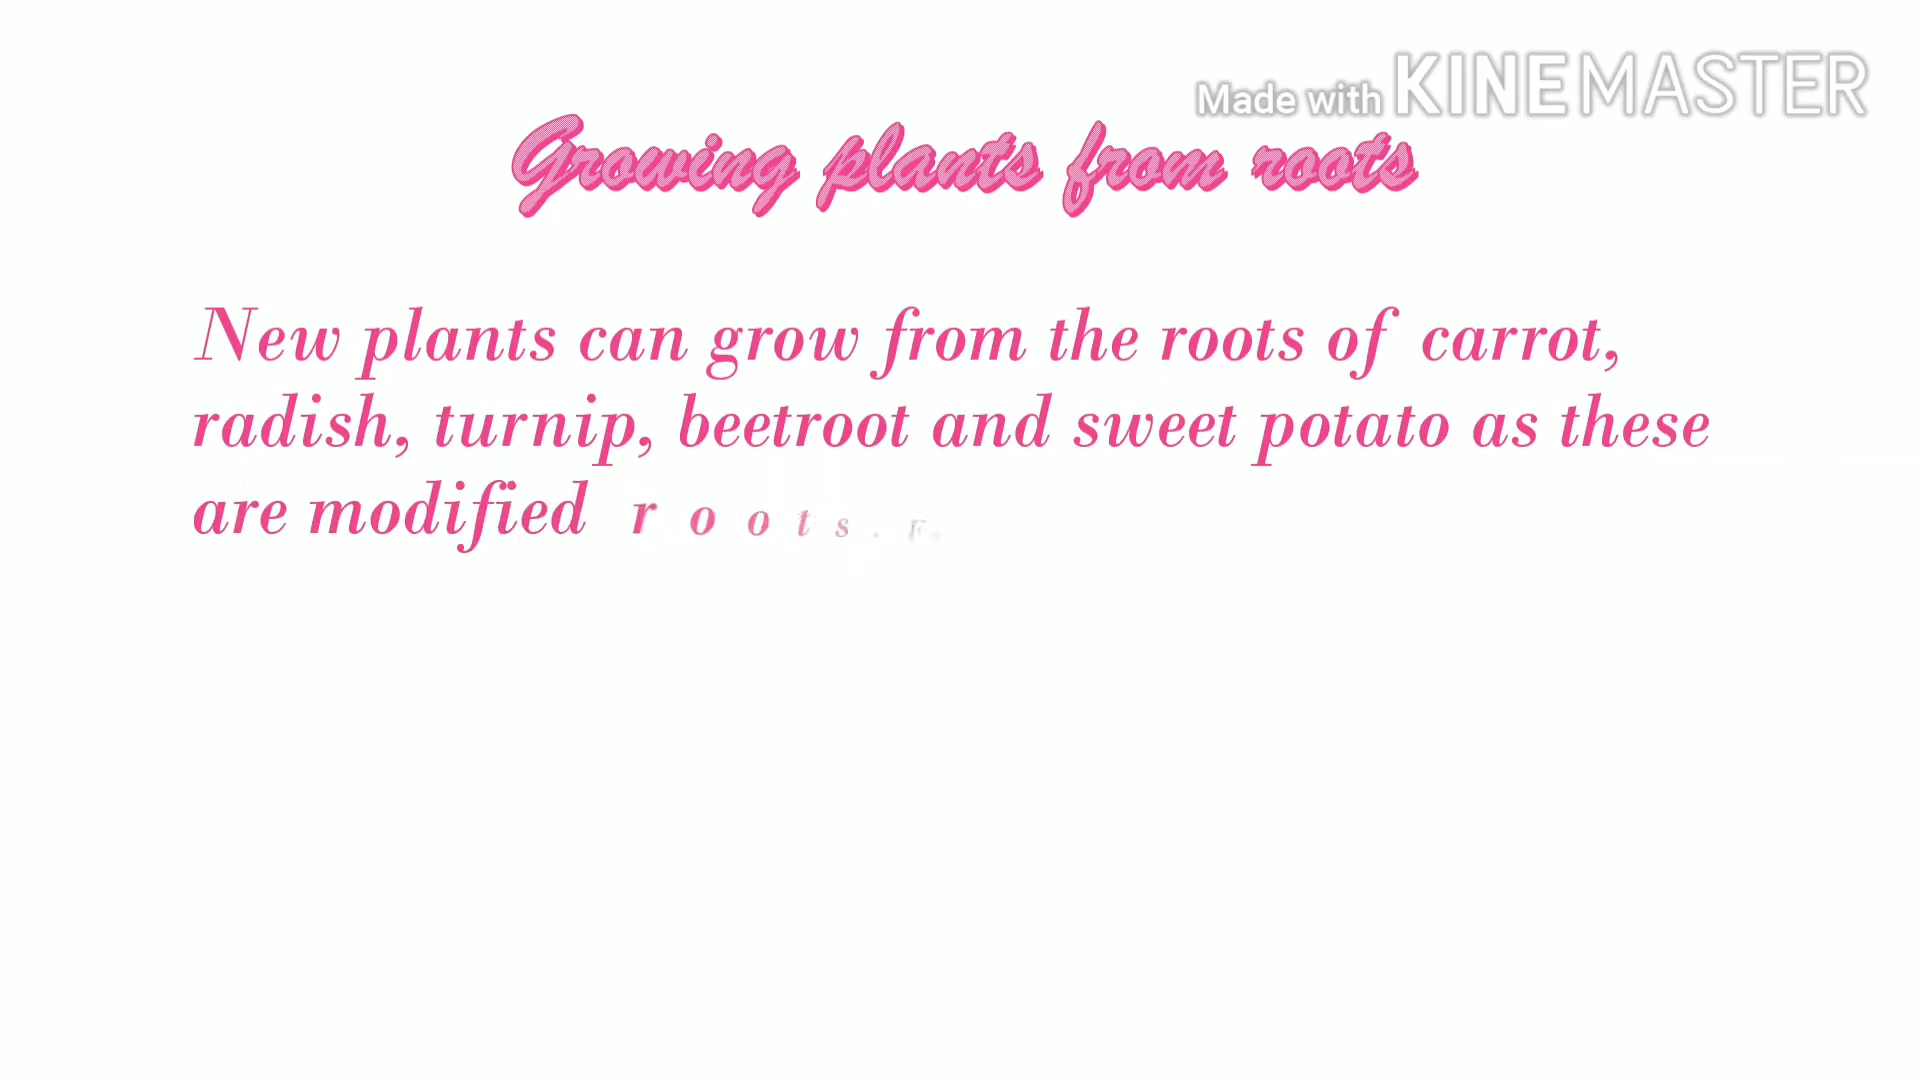 Made with KINEMASTER
Growing plants from roots
New plants can grow from the roots of carrot,
radish, turnip, beetroot and sweet potato as these
are modified roots.